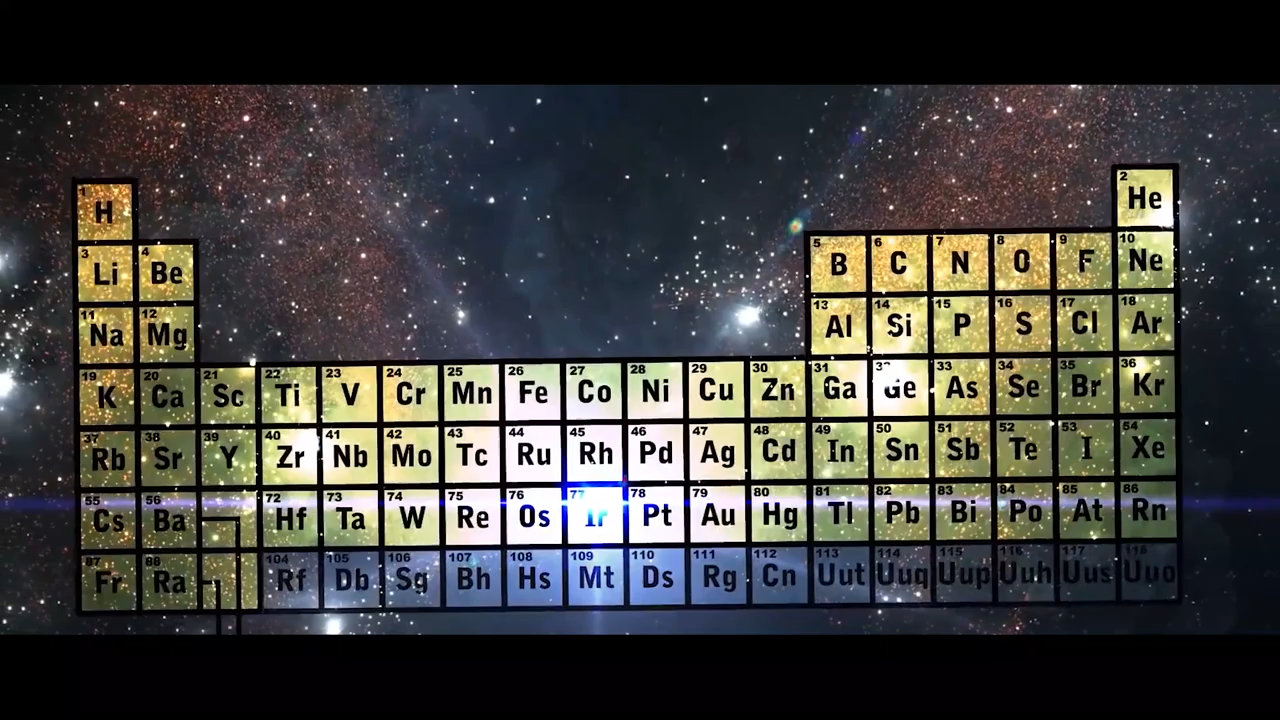 1 H 2 He
3 Li 4 Be 5 B 6 C 7 N 8 O 9 F 10 Ne
11 Na 12 Mg 13 Al 14 Si 15 P 16 S 17 Cl 18 Ar
19 K 20 Ca 21 Sc 22 Ti 23 V 24 Cr 25 Mn 26 Fe 27 Co 28 Ni 29 Cu 30 Zn 31 Ga Ge 33 As 34 Se 35 Br 36 Kr
37 Rb 38 Sr 39 Y 40 Zr 41 Nb 42 Mo 43 Tc 44 Ru 45 Rh 46 Pd 47 Ag 48 Cd 49 In 50 Sn 51 Sb 52 Te 53 I 54 Xe
55 Cs 56 Ba 72 Hf 73 Ta 74 W 75 Re 76 Os 77 Ir 78 Pt 79 Au 80 Hg 81 Tl 82 Pb 83 Bi 84 Po 85 At 86 Rn
87 Fr 88 Ra 104 Rf 105 Db 106 Sg 107 Bh 108 Hs 109 Mt 110 Ds 111 Rg 112 Cn 113 Uut 114 Uuq 115 Uup 116 Uuh 117 Uus 118 Uuo